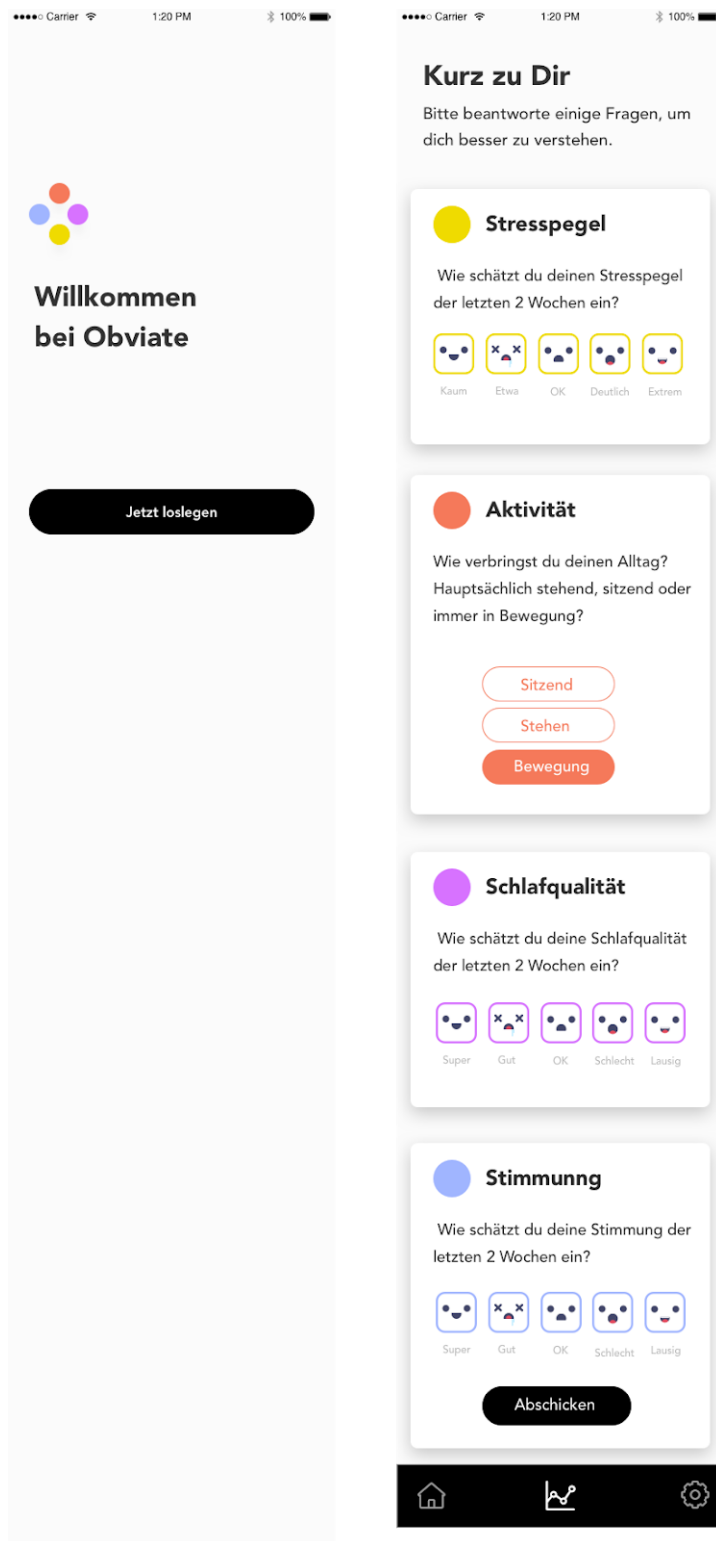 Carrier 1:20 PM 100%
Willkommen
bei Obviate
Jetzt loslegen
Carrier 1:20 PM 100%
Kurz zu Dir
Bitte beantworte einige Fragen, um
dich besser zu verstehen.
Stresspegel
Wie schätzt du deinen Stresspegel
der letzten 2 Wochen ein?
Kaum Etwa OK Deutlich Extrem
Aktivität
Wie verbringst du deinen Alltag?
Hauptsächlich stehend, sitzend oder
immer in Bewegung?
Sitzend
Stehen
Bewegung
Schlafqualität
Wie schätzt du deine Schlafqualität
der letzten 2 Wochen ein?
Super Gut OK Schlecht Lausig
Stimmunng
Wie schätzt du deine Stimmung der
letzten 2 Wochen ein?
Super Gut OK Schlecht Lausig
Abschicken